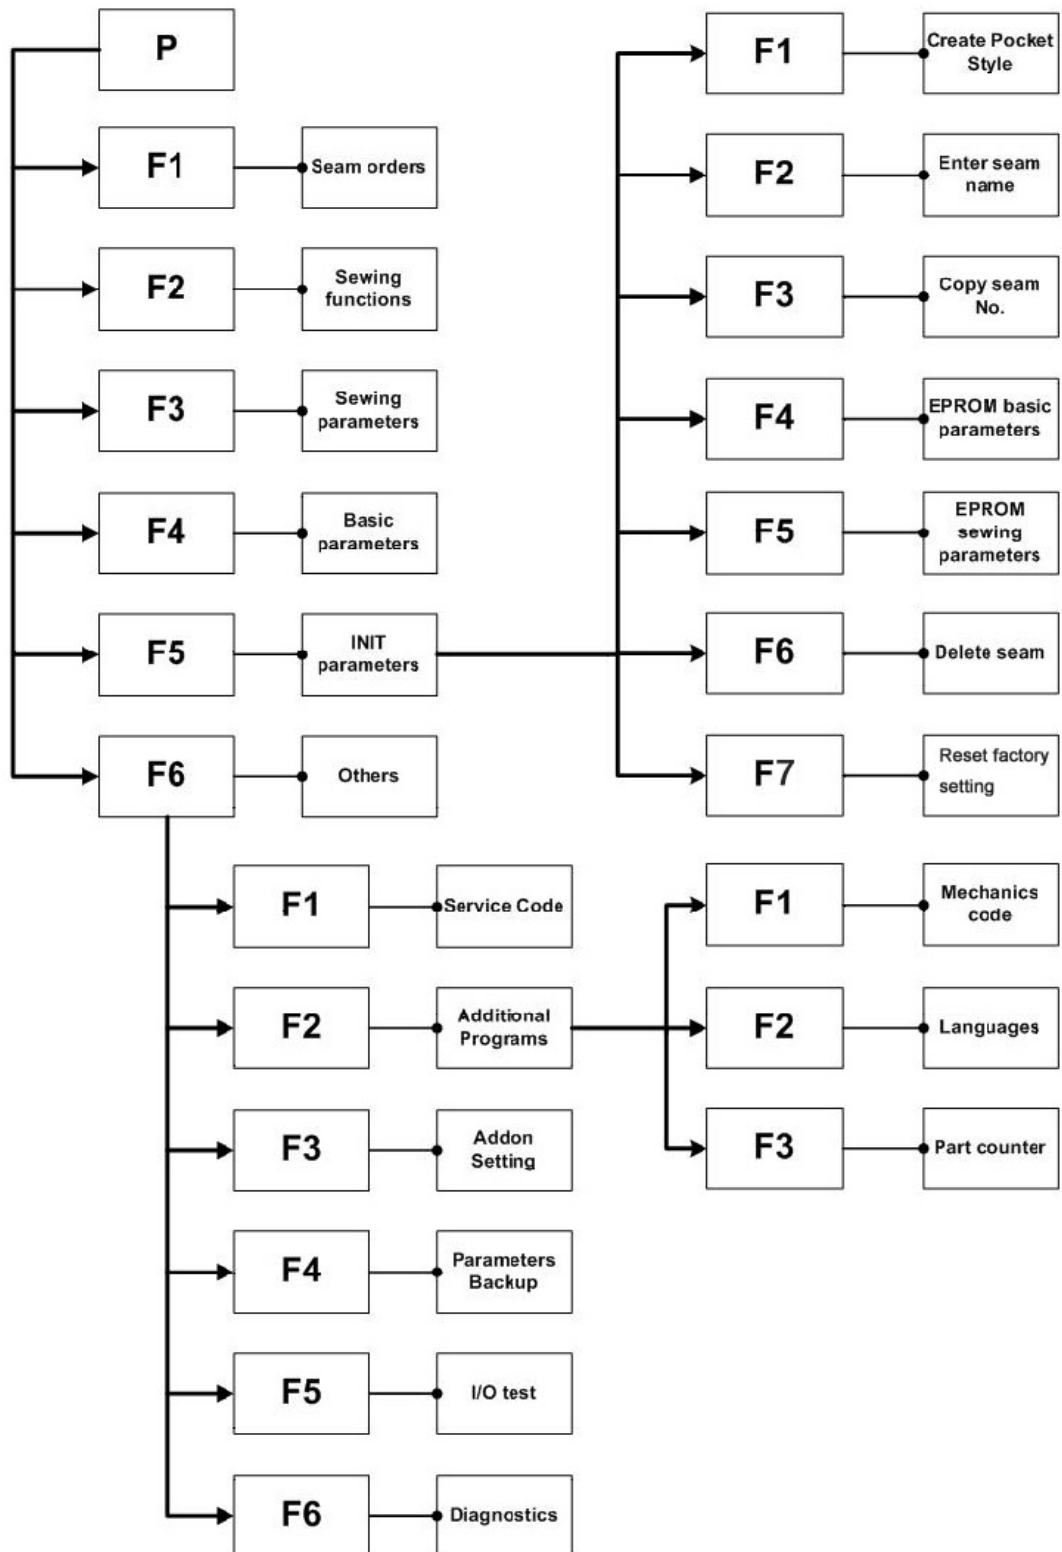 P
F1
Seam orders
F2
Sewing
functions
F3
Sewing
parameters
F4
Basic
parameters
F5
INIT
parameters
F6
Others
F1
Create Pocket
Style
F2
Enter seam
name
F3
Copy seam
No.
F4
EPROM basic
parameters
F5
EPROM
sewing
parameters
F6
Delete seam
F7
Reset factory
setting
F1
Service Code
F2
Additional
Programs
F3
Addon
Setting
F4
Parameters
Backup
F5
I/O test
F6
Diagnostics
F1
Mechanics
code
F2
Languages
F3
Part counter